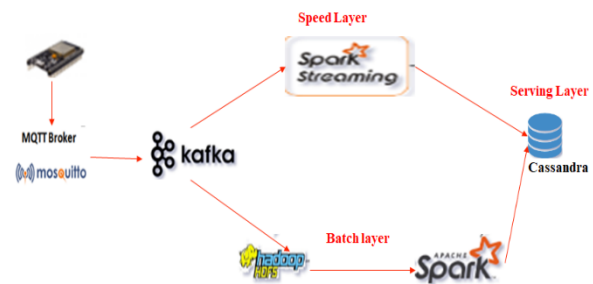 Speed Layer
Spark
Streaming
MQTT Broker
mosquitto
kafka
Serving Layer
Cassandra
Batch layer
hadoop
HDFS
APACHE
Spark